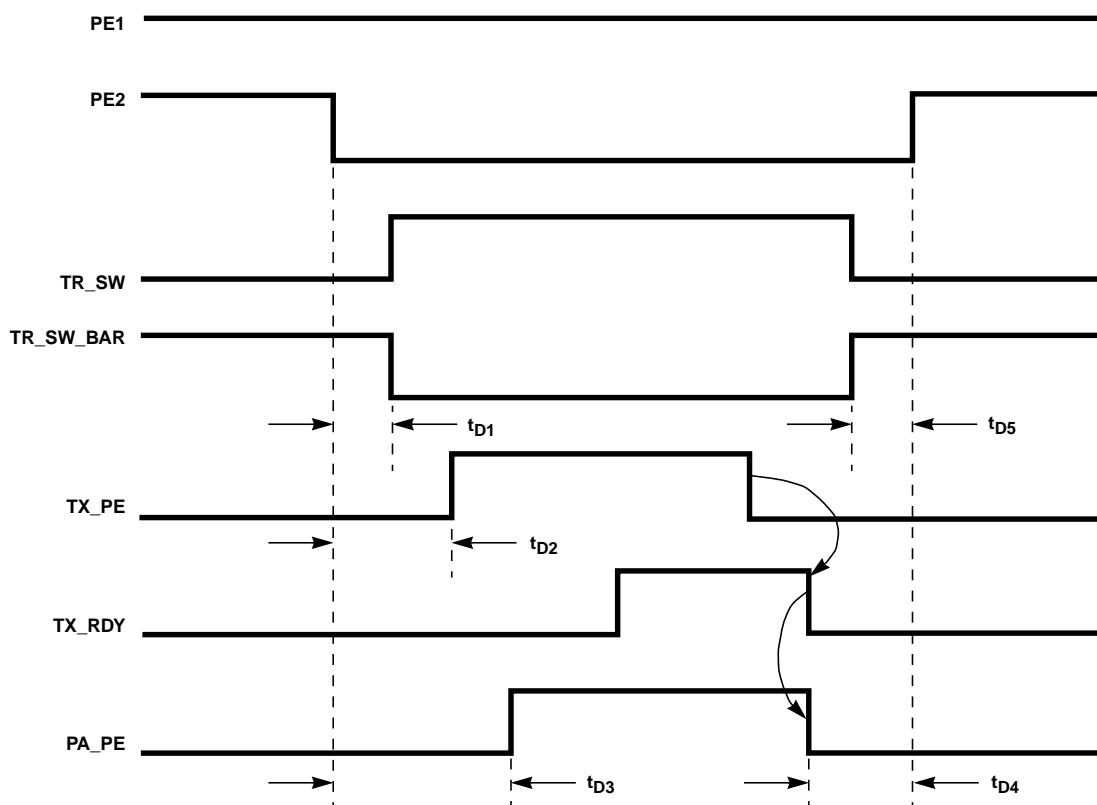 PE1
PE2
TR_SW
TR_SW_BAR
tD1
tD5
TX_PE
tD2
TX_RDY
PA_PE
tD3
tD4